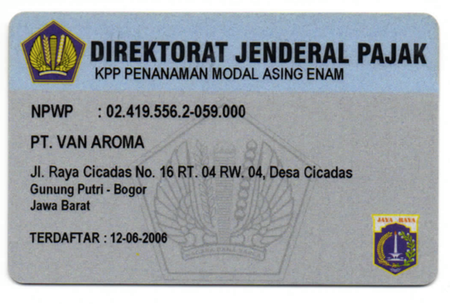 DIREKTORAT JENDERAL PAJAK
KPP PENANAMAN MODAL ASING ENAM
NPWP : 02.419.556.2-059.000
PT. VAN AROMA
Jl. Raya Cicadas No. 16 RT. 04 RW. 04, Desa Cicadas
Gunung Putri - Bogor
Jawa Barat
TERDAFTAR : 12-06-2006
JAYA RAYA